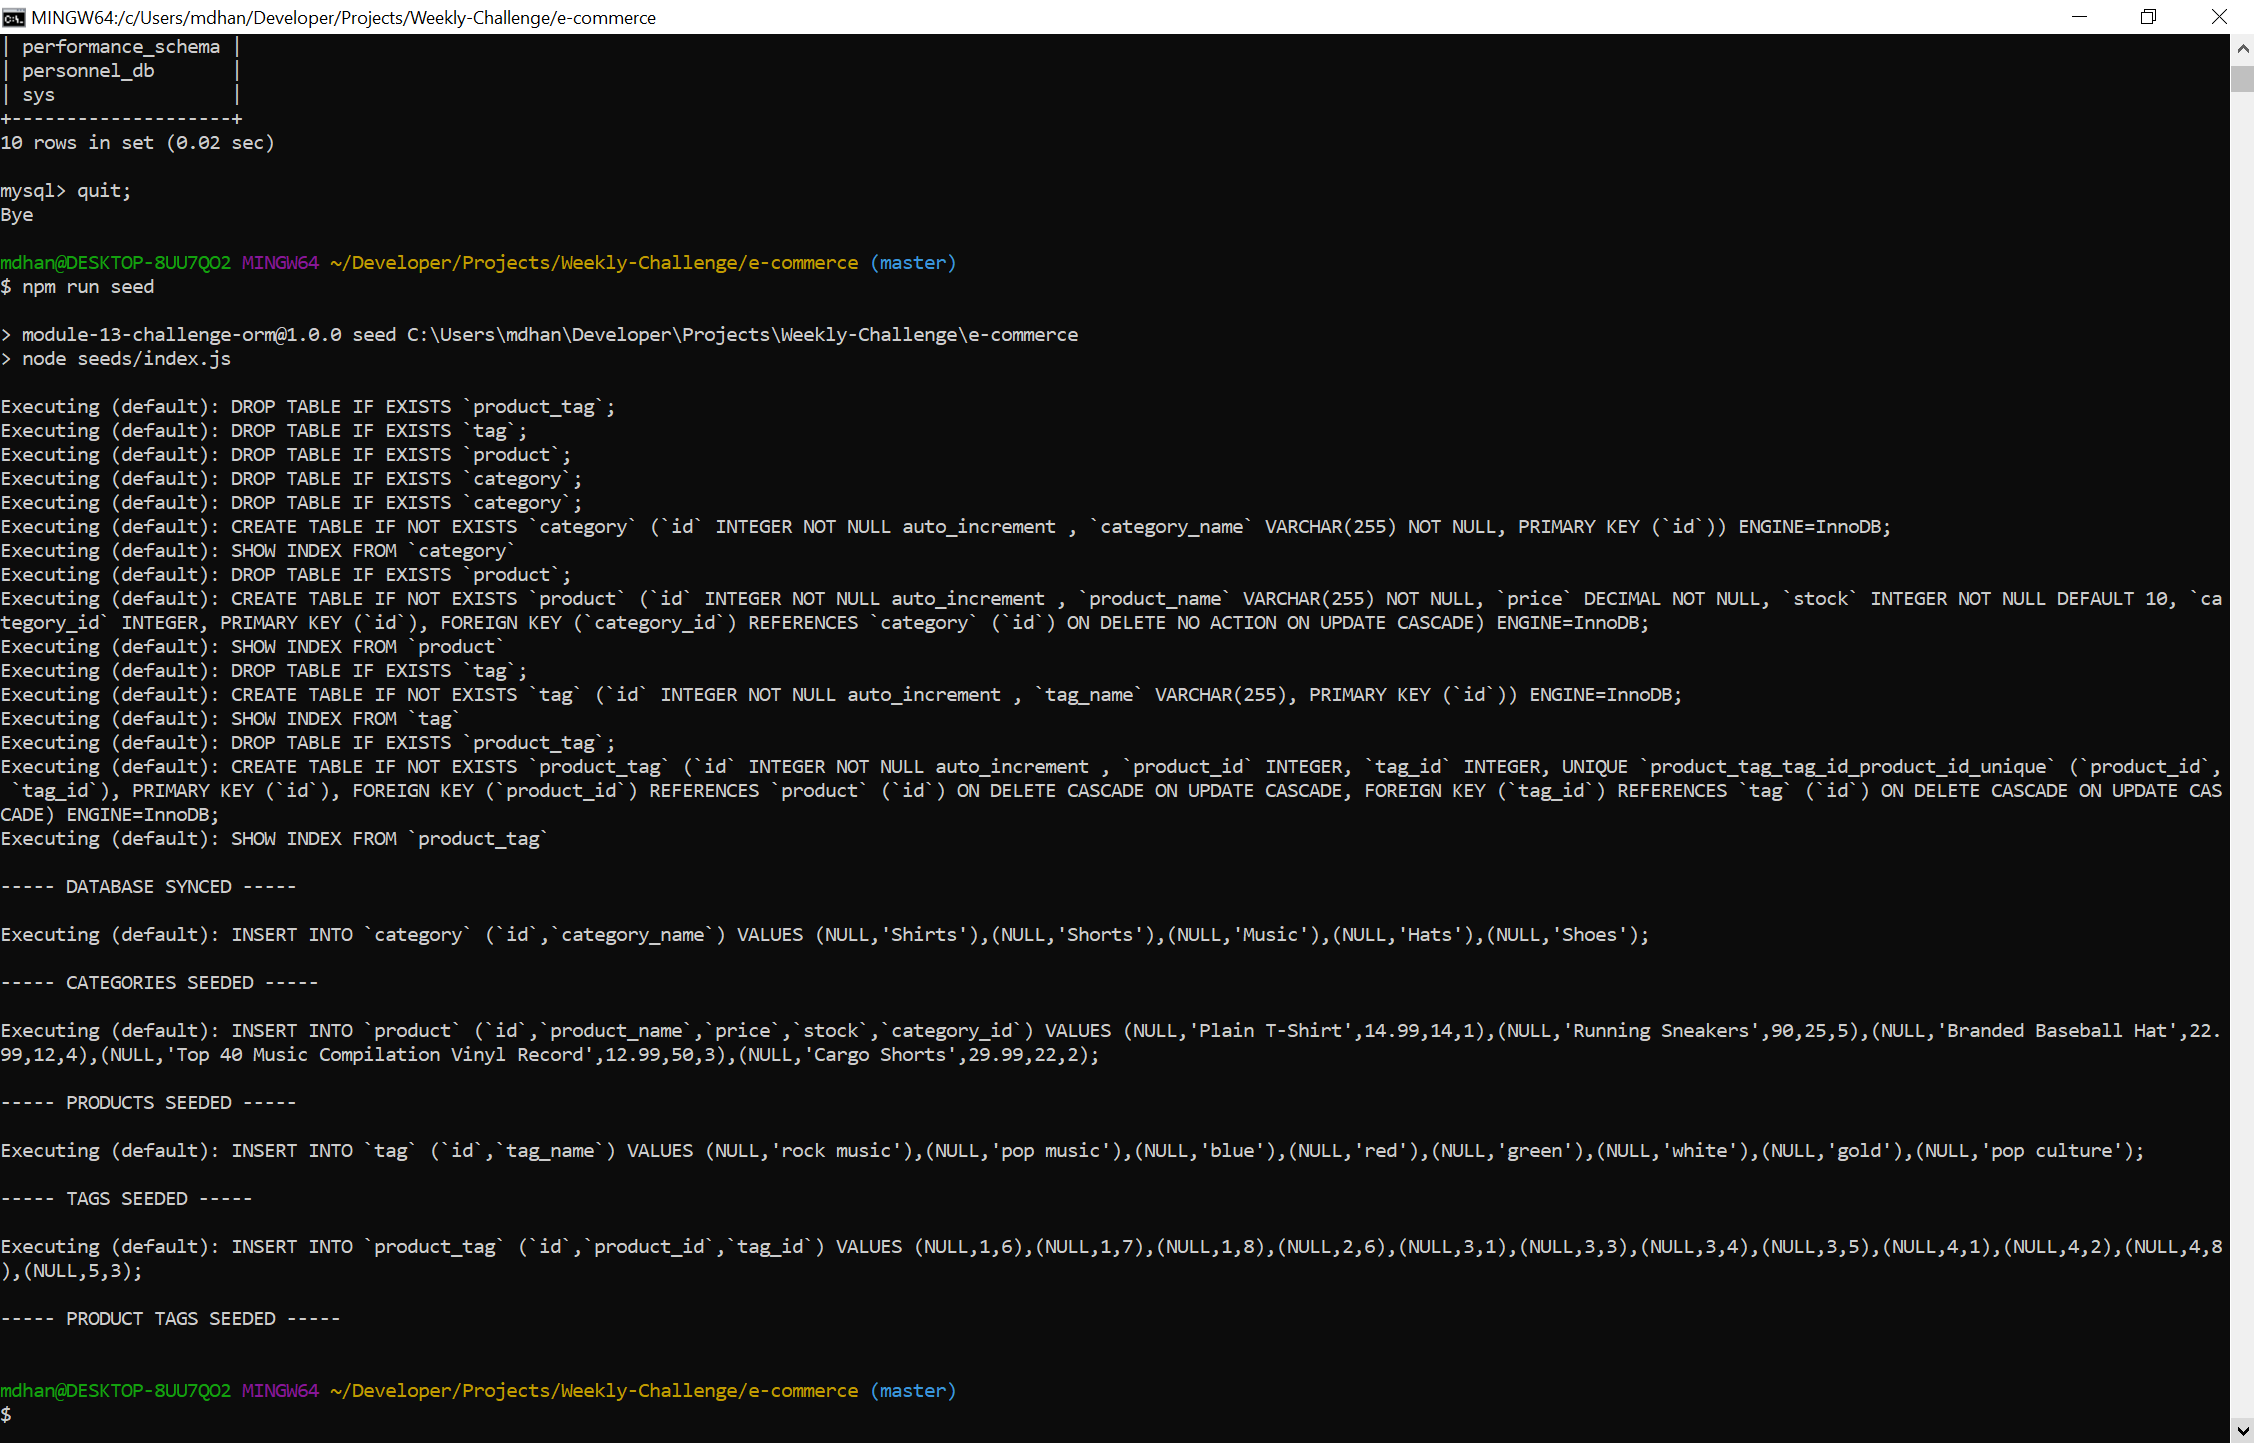 MINGW64:/c/Users/mdhan/Developer/Projects/Weekly-Challenge/e-commerce
| performance_schema |
| personnel_db       |
| sys                |
+--------------------+
10 rows in set (0.02 sec)
mysql> quit;
Bye
mdhan@DESKTOP-8UU7QO2 MINGW64 ~/Developer/Projects/Weekly-Challenge/e-commerce (master)
$ npm run seed
> module-13-challenge-orm@1.0.0 seed C:\Users\mdhan\Developer\Projects\Weekly-Challenge\e-commerce
> node seeds/index.js
Executing (default): DROP TABLE IF EXISTS `product_tag`;
Executing (default): DROP TABLE IF EXISTS `tag`;
Executing (default): DROP TABLE IF EXISTS `product`;
Executing (default): DROP TABLE IF EXISTS `category`;
Executing (default): DROP TABLE IF EXISTS `category`;
Executing (default): CREATE TABLE IF NOT EXISTS `category` (`id` INTEGER NOT NULL auto_increment , `category_name` VARCHAR(255) NOT NULL, PRIMARY KEY (`id`)) ENGINE=InnoDB;
Executing (default): SHOW INDEX FROM `category`
Executing (default): DROP TABLE IF EXISTS `product`;
Executing (default): CREATE TABLE IF NOT EXISTS `product` (`id` INTEGER NOT NULL auto_increment , `product_name` VARCHAR(255) NOT NULL, `price` DECIMAL NOT NULL, `stock` INTEGER NOT NULL DEFAULT 10, `ca
tegory_id` INTEGER, PRIMARY KEY (`id`), FOREIGN KEY (`category_id`) REFERENCES `category` (`id`) ON DELETE NO ACTION ON UPDATE CASCADE) ENGINE=InnoDB;
Executing (default): SHOW INDEX FROM `product`
Executing (default): DROP TABLE IF EXISTS `tag`;
Executing (default): CREATE TABLE IF NOT EXISTS `tag` (`id` INTEGER NOT NULL auto_increment , `tag_name` VARCHAR(255), PRIMARY KEY (`id`)) ENGINE=InnoDB;
Executing (default): SHOW INDEX FROM `tag`
Executing (default): DROP TABLE IF EXISTS `product_tag`;
Executing (default): CREATE TABLE IF NOT EXISTS `product_tag` (`id` INTEGER NOT NULL auto_increment , `product_id` INTEGER, `tag_id` INTEGER, UNIQUE `product_tag_tag_id_product_id_unique` (`product_id`,
 `tag_id`), PRIMARY KEY (`id`), FOREIGN KEY (`product_id`) REFERENCES `product` (`id`) ON DELETE CASCADE ON UPDATE CASCADE, FOREIGN KEY (`tag_id`) REFERENCES `tag` (`id`) ON DELETE CASCADE ON UPDATE CAS
CADE) ENGINE=InnoDB;
Executing (default): SHOW INDEX FROM `product_tag`
----- DATABASE SYNCED -----
Executing (default): INSERT INTO `category` (`id`,`category_name`) VALUES (NULL,'Shirts'),(NULL,'Shorts'),(NULL,'Music'),(NULL,'Hats'),(NULL,'Shoes');
----- CATEGORIES SEEDED -----
Executing (default): INSERT INTO `product` (`id`,`product_name`,`price`,`stock`,`category_id`) VALUES (NULL,'Plain T-Shirt',14.99,14,1),(NULL,'Running Sneakers',90,25,5),(NULL,'Branded Baseball Hat',22.
99,12,4),(NULL,'Top 40 Music Compilation Vinyl Record',12.99,50,3),(NULL,'Cargo Shorts',29.99,22,2);
----- PRODUCTS SEEDED -----
Executing (default): INSERT INTO `tag` (`id`,`tag_name`) VALUES (NULL,'rock music'),(NULL,'pop music'),(NULL,'blue'),(NULL,'red'),(NULL,'green'),(NULL,'white'),(NULL,'gold'),(NULL,'pop culture');
----- TAGS SEEDED -----
Executing (default): INSERT INTO `product_tag` (`id`,`product_id`,`tag_id`) VALUES (NULL,1,6),(NULL,1,7),(NULL,1,8),(NULL,2,6),(NULL,3,1),(NULL,3,3),(NULL,3,4),(NULL,3,5),(NULL,4,1),(NULL,4,2),(NULL,4,8
),(NULL,5,3);
----- PRODUCT TAGS SEEDED -----
mdhan@DESKTOP-8UU7QO2 MINGW64 ~/Developer/Projects/Weekly-Challenge/e-commerce (master)
$